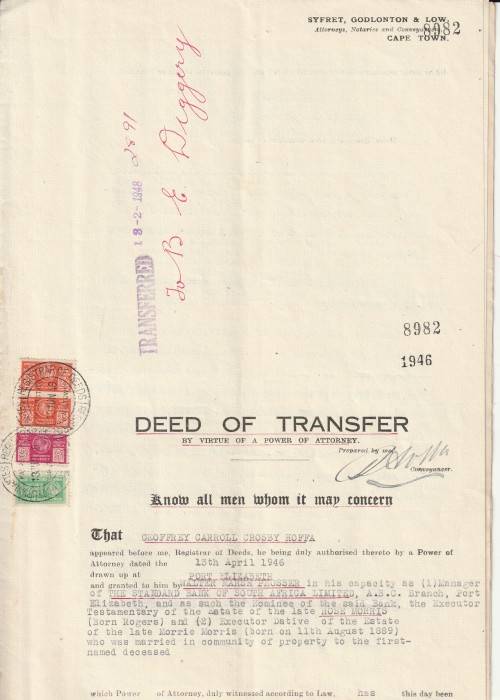 SYFRET, GODLONTON & LOW,
Attorneys, Notaries and Conveyancers,
8982
CAPE TOWN.
TRANSFERRED 13-2-1948 2891
To B. E. Diggery
8982
1946
DEED OF TRANSFER
BY VIRTUE OF A POWER OF ATTORNEY.
Prepared by me,
Conveyancer.
Know all men whom it may concern
That GEOFFREY CARROLL CROSBY ROFFA
appeared before me, Registrar of Deeds, he being duly authorised thereto by a Power of
Attorney dated the 13th April 1946
drawn up at PORT ELIZABETH
and granted to him by WALTER PROSSER in his capacity as (1)Manager
of THE STANDARD BANK OF SOUTH AFRICA LIMITED, A.B.C. Branch, Port
Elizabeth, and as such the Nominee of the said Bank, the Executor
Testamentary of the Estate of the late ROSE MORRIS
(Born Rogers) and (2) Executor Dative of the Estate
of the late Morrie Morris (born on 11th August 1889)
who was married in community of property to the first-
named deceased
which Power of Attorney, duly witnessed according to Law, has this day been